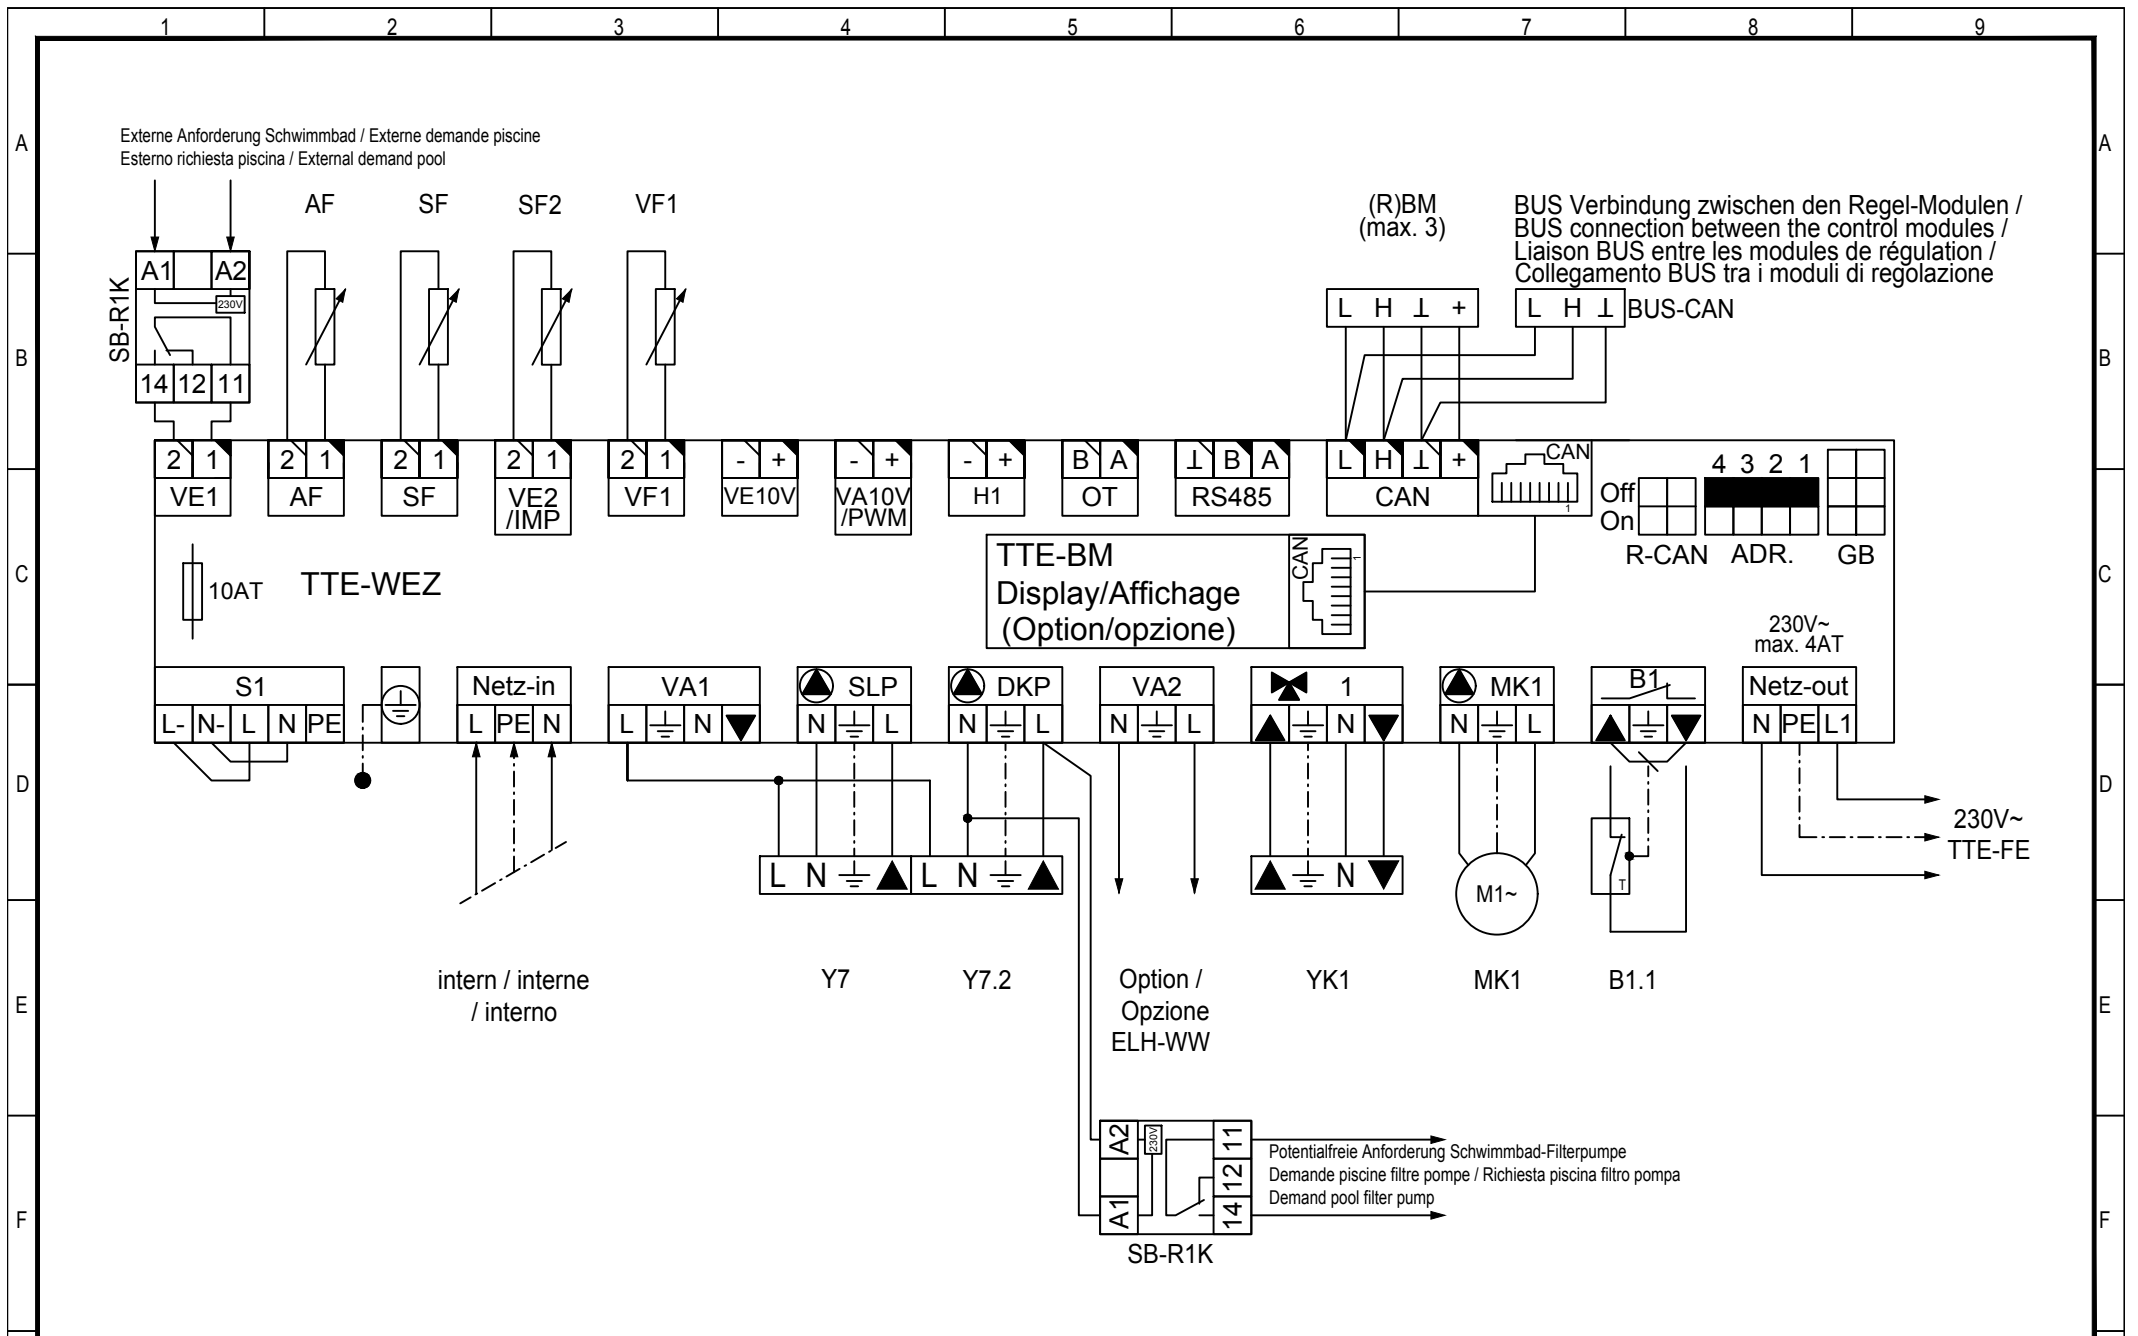 1 2 3 4 5 6 7 8 9
A A
Externe Anforderung Schwimmbad / Externe demande piscine
Esterno richiesta piscina / External demand pool
AF SF SF2 VF1
(R)BM
(max. 3)
BUS Verbindung zwischen den Regel-Modulen /
BUS connection between the control modules /
Liaison BUS entre les modules de régulation /
Collegamento BUS tra i moduli di regolazione
A1 A2
230V
SB-R1K
14 12 11
L H ⊥ +
L H ⊥ BUS-CAN
B B
2 1 2 1 2 1 2 1 2 1 - + - + - + B A ⊥ B A L H ⊥ + CAN
1
VE1 AF SF VE2 VF1 VE10V VA10V H1 OT RS485 CAN
/IMP /PWM
4 3 2 1
Off
On
R-CAN ADR. GB
C C
10AT TTE-WEZ
TTE-BM
Display/Affichage
(Option/opzione)
CAN
1
230V~
max. 4AT
S1 Netz-in VA1 SLP DKP VA2 1 MK1 B1 Netz-out
L- N- L N PE L PE N L ⏚ N ▼ N ⏚ L N ⏚ L N ⏚ L ▲ ⏚ N ▼ N ⏚ L ▲ ⏚ ▼ N PE L1
D D
230V~
TTE-FE
L N ⏚ ▲ L N ⏚ ▲ ▲ ⏚ N ▼
M1~
T
intern / interne
/ interno
Y7 Y7.2
Option /
Opzione
ELH-WW
YK1 MK1 B1.1
E E
A2 A1
230V
11 12 14
Potentialfreie Anforderung Schwimmbad-Filterpumpe
Demande piscine filtre pompe / Richiesta piscina filtro pompa
Demand pool filter pump
SB-R1K
F F